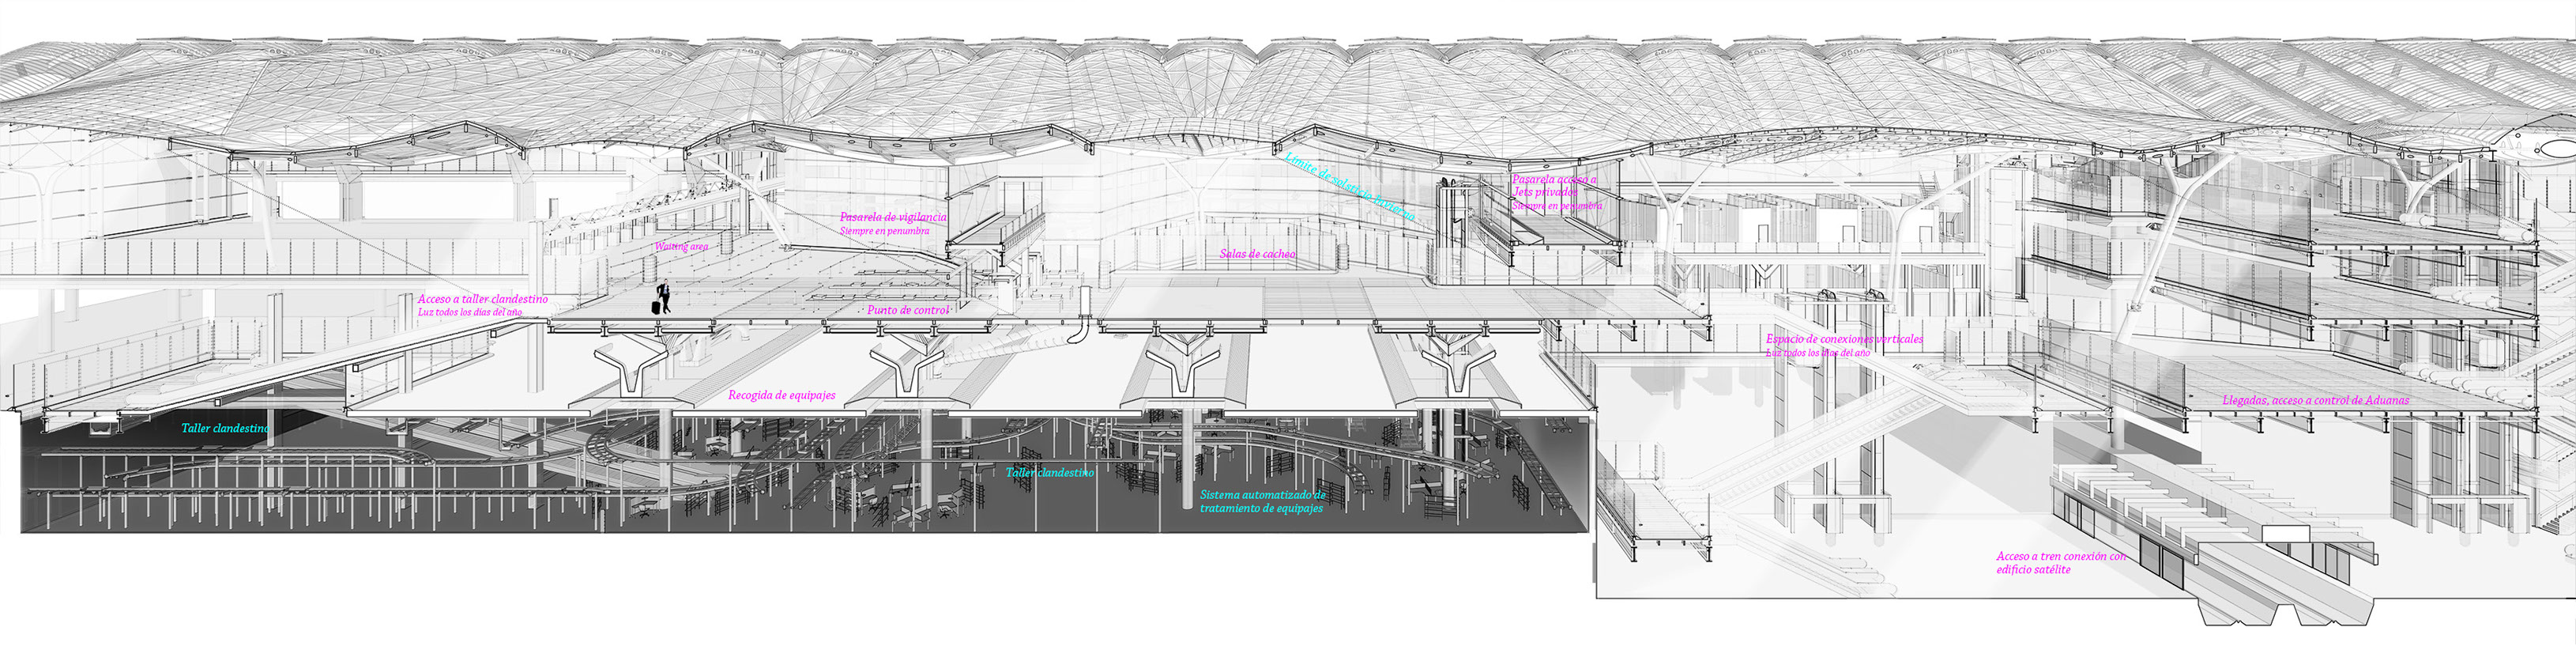 Límite de solsticio invierno
Pasarela acceso a
Jets privados
Siempre en penumbra
Pasarela de vigilancia
Siempre en penumbra
Waiting area
Salas de cacheo
Acceso a taller clandestino
Luz todos los días del año
Punto de control
Espacio de conexiones verticales
Luz todos los días del año
Recogida de equipajes
Llegadas, acceso a control de Aduanas
Taller clandestino
Taller clandestino
Sistema automatizado de
tratamiento de equipajes
Acceso a tren conexión con
edificio satélite